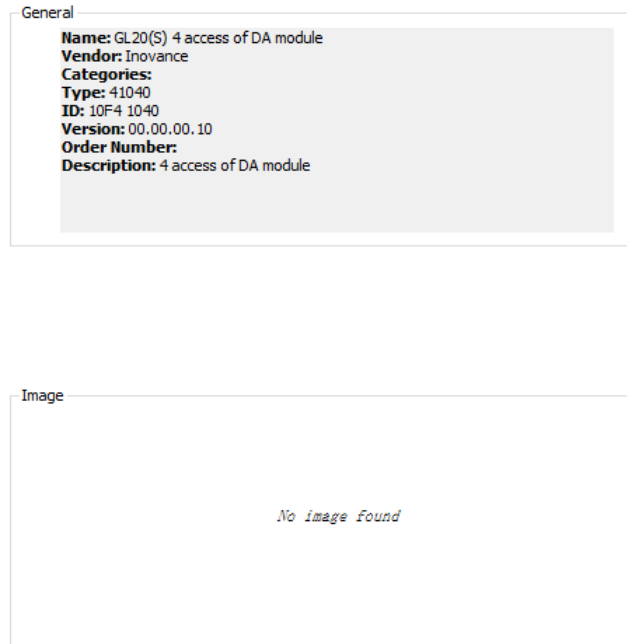 General
Name: GL20(S) 4 access of DA module
Vendor: Inovance
Categories:
Type: 41040
ID: 10F4 1040
Version: 00.00.00.10
Order Number:
Description: 4 access of DA module
Image
No image found